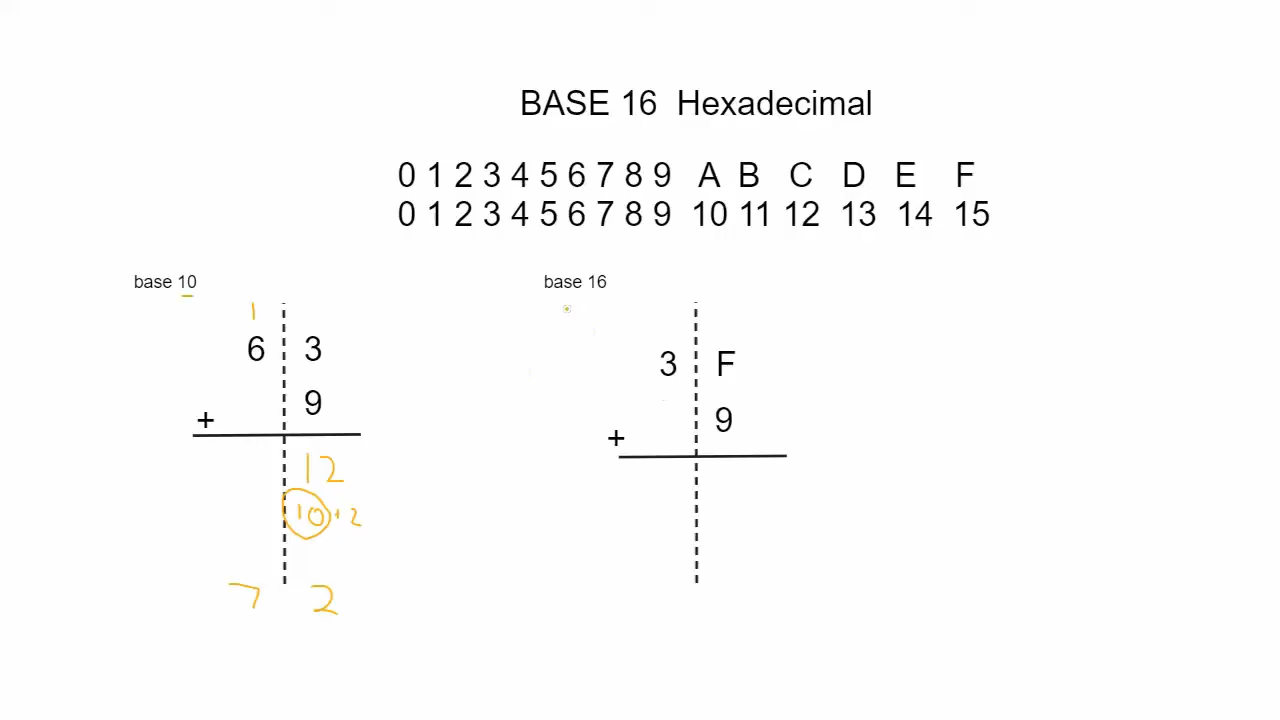 BASE 16 Hexadecimal
0 1 2 3 4 5 6 7 8 9 A B C D E F
0 1 2 3 4 5 6 7 8 9 10 11 12 13 14 15
base 10
1
6 3
9
+
12
10+2
7 2
base 16
3 F
9
+